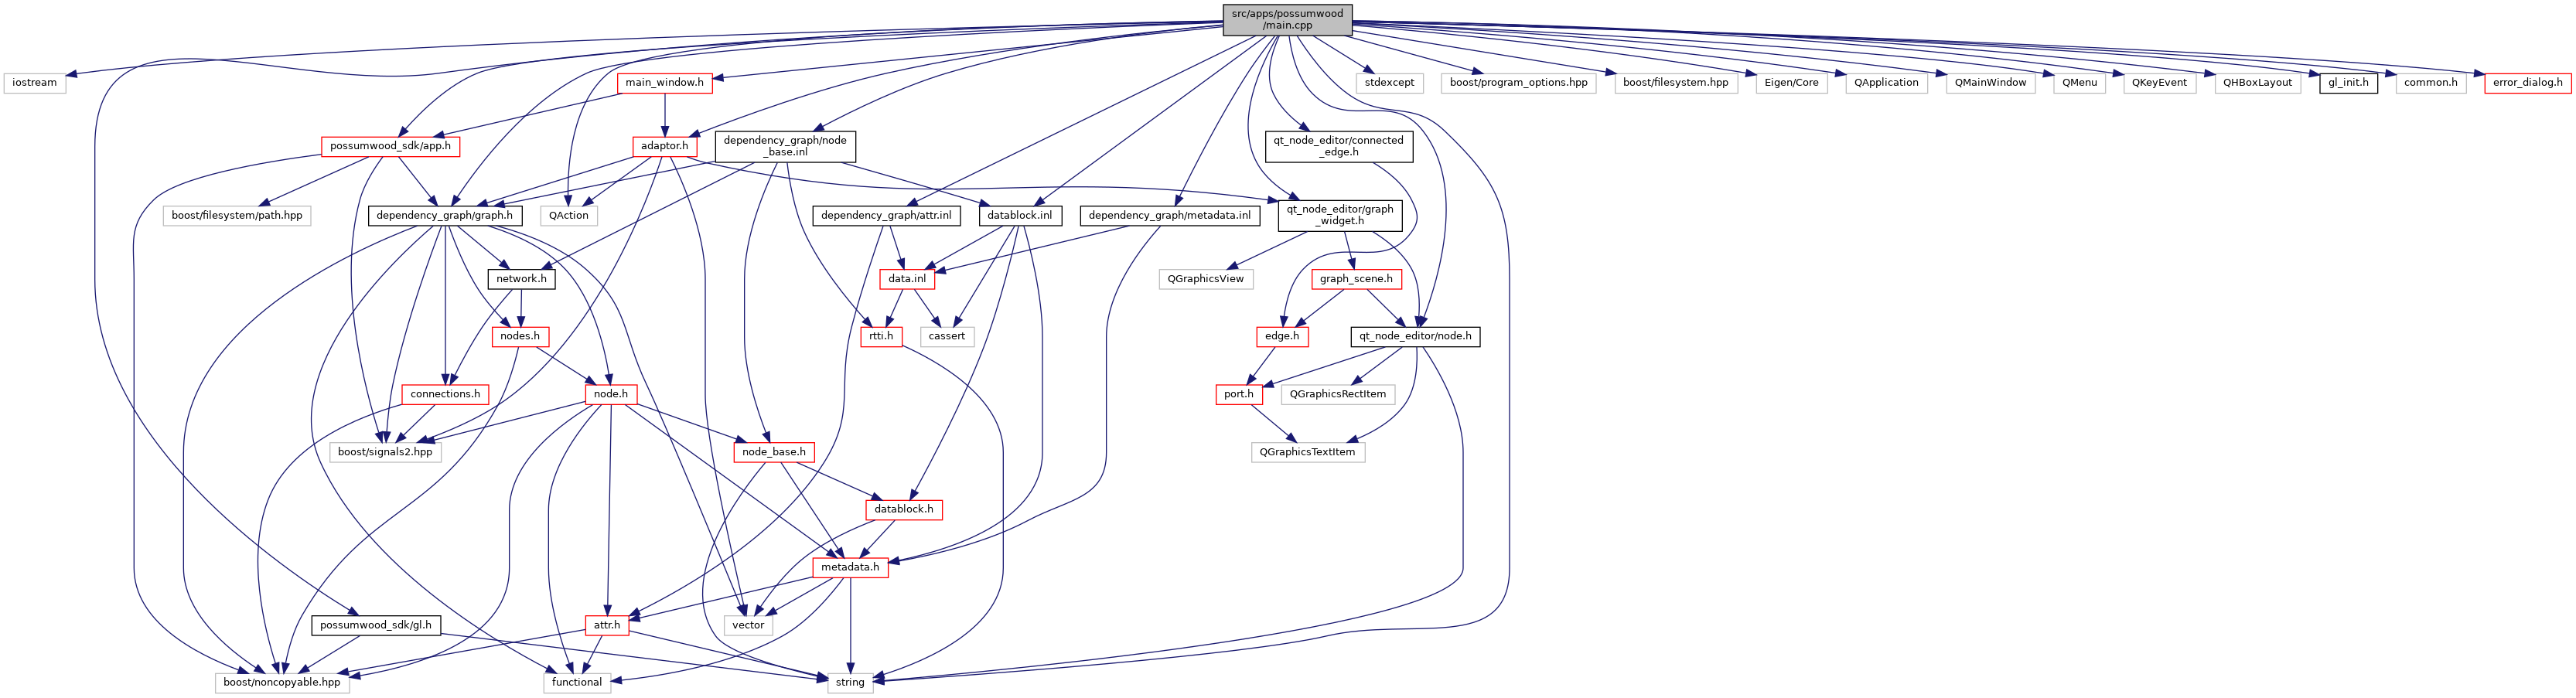 src/apps/possumwood
/main.cpp
iostream
main_window.h
stdexcept
boost/program_options.hpp
boost/filesystem.hpp
Eigen/Core
QApplication
QMainWindow
QMenu
QKeyEvent
QHBoxLayout
gl_init.h
common.h
error_dialog.h
possumwood_sdk/app.h
adaptor.h
dependency_graph/node
_base.inl
qt_node_editor/connected
_edge.h
boost/filesystem/path.hpp
dependency_graph/graph.h
QAction
dependency_graph/attr.inl
datablock.inl
dependency_graph/metadata.inl
qt_node_editor/graph
_widget.h
network.h
data.inl
QGraphicsView
graph_scene.h
nodes.h
rtti.h
cassert
edge.h
qt_node_editor/node.h
connections.h
node.h
port.h
QGraphicsRectItem
boost/signals2.hpp
node_base.h
QGraphicsTextItem
datablock.h
metadata.h
possumwood_sdk/gl.h
attr.h
vector
boost/noncopyable.hpp
functional
string